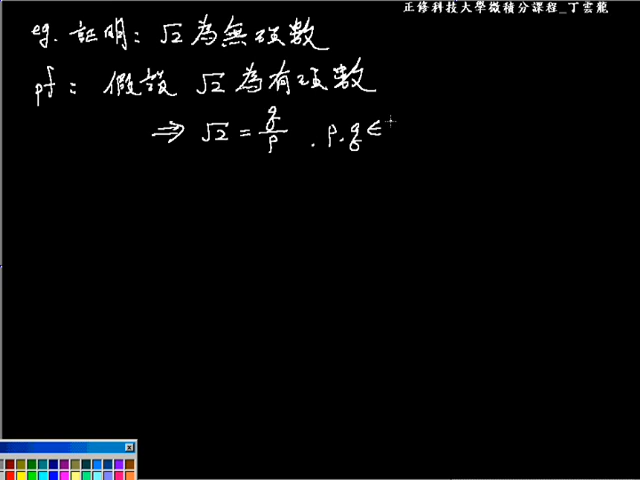 正修科技大學微積分課程_丁雲龍
eg. 証明: √2 為無理數
pf: 假設 √2 為有理數
⇒ √2 = q/p , p, q ∈